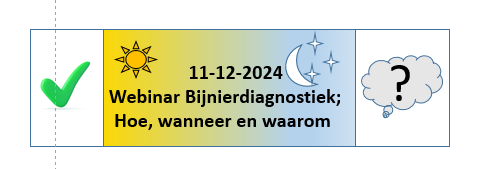 11-12-2024
Webinar Bijnierdiagnostiek;
Hoe, wanneer en waarom
?